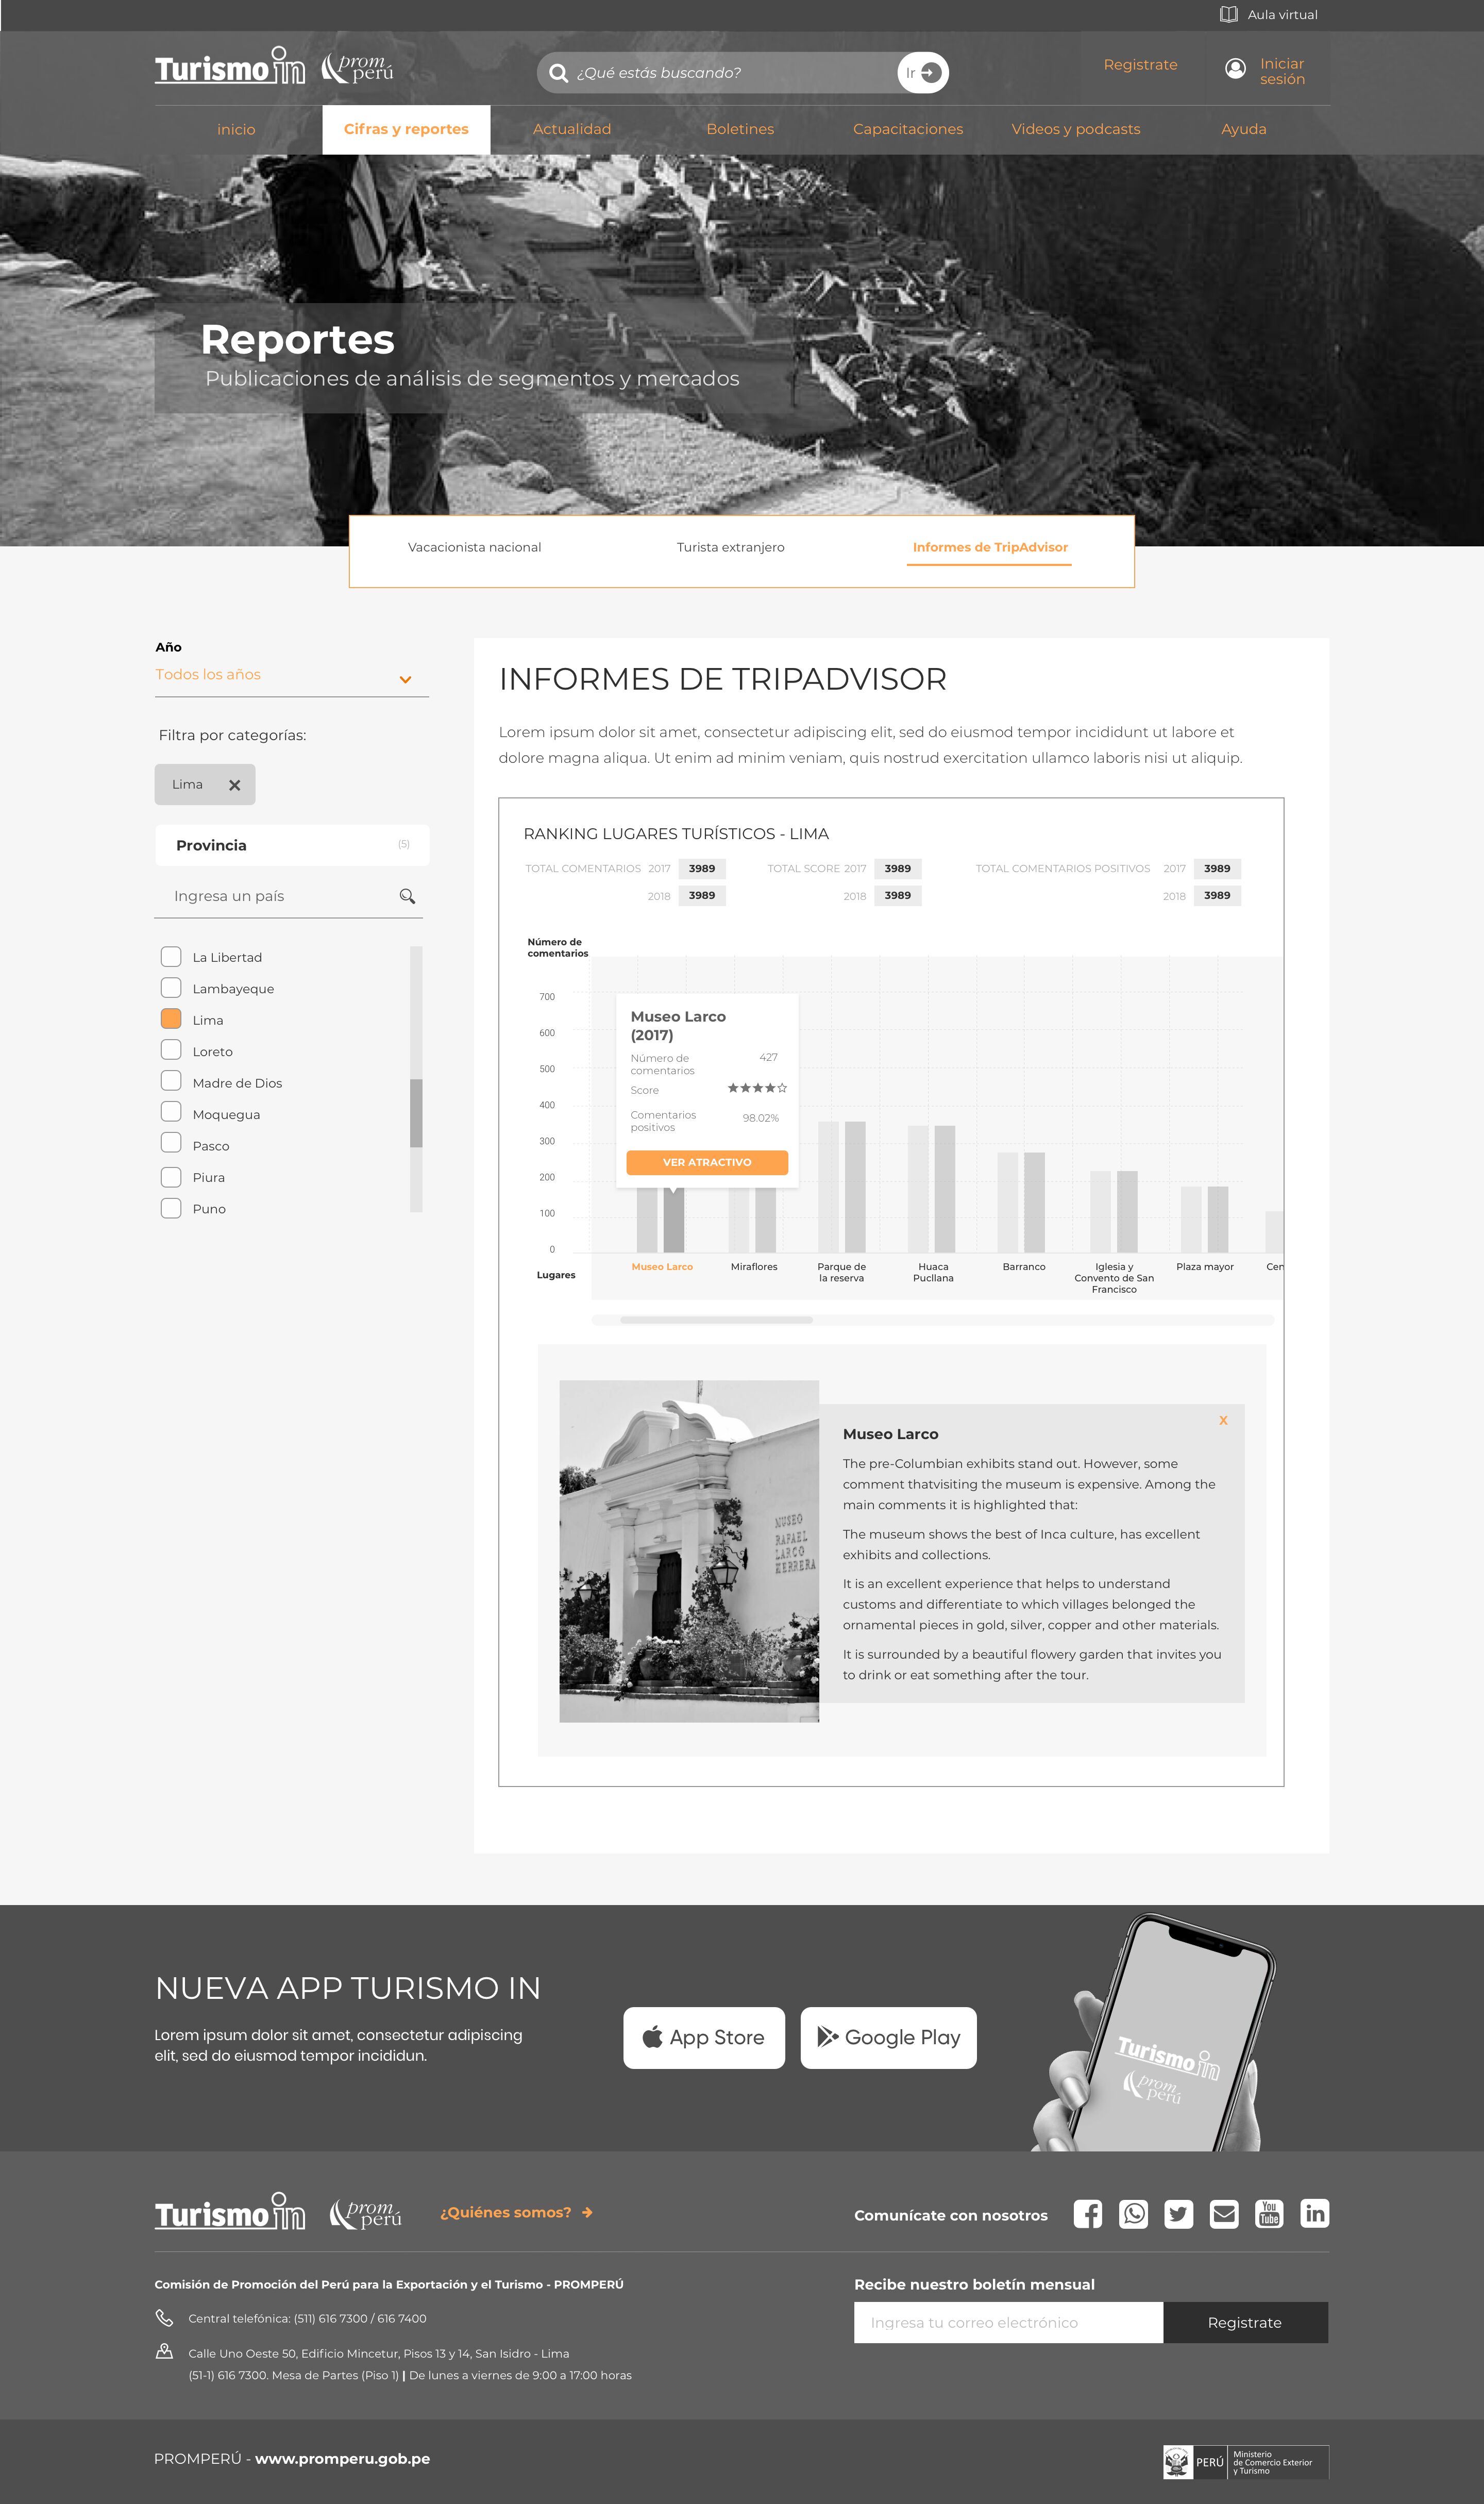 Aula virtual
Turismo in prom perú
¿Qué estás buscando?
Ir
Registrate
Iniciar
sesión
inicio
Cifras y reportes
Actualidad
Boletines
Capacitaciones
Videos y podcasts
Ayuda
Reportes
Publicaciones de análisis de segmentos y mercados
Vacacionista nacional
Turista extranjero
Informes de TripAdvisor
Año
Todos los años
Filtra por categorías:
Lima
Provincia (5)
Ingresa un país
La Libertad
Lambayeque
Lima
Loreto
Madre de Dios
Moquegua
Pasco
Piura
Puno
INFORMES DE TRIPADVISOR
Lorem ipsum dolor sit amet, consectetur adipiscing elit, sed do eiusmod tempor incididunt ut labore et
dolore magna aliqua. Ut enim ad minim veniam, quis nostrud exercitation ullamco laboris nisi ut aliquip.
RANKING LUGARES TURÍSTICOS - LIMA
TOTAL COMENTARIOS 2017 3989
2018 3989
TOTAL SCORE 2017 3989
2018 3989
TOTAL COMENTARIOS POSITIVOS 2017 3989
2018 3989
Número de
comentarios
700
600
500
400
300
200
100
0
Lugares
Museo Larco
(2017)
Número de
comentarios
427
Score
Comentarios
positivos
98.02%
VER ATRACTIVO
Museo Larco
Miraflores
Parque de
la reserva
Huaca
Pucllana
Barranco
Iglesia y
Convento de San
Francisco
Plaza mayor
Cen
MUSEO
RAFAEL
LARCO
HERRERA
X
Museo Larco
The pre-Columbian exhibits stand out. However, some
comment thatvisiting the museum is expensive. Among the
main comments it is highlighted that:
The museum shows the best of Inca culture, has excellent
exhibits and collections.
It is an excellent experience that helps to understand
customs and differentiate to which villages belonged the
ornamental pieces in gold, silver, copper and other materials.
It is surrounded by a beautiful flowery garden that invites you
to drink or eat something after the tour.
NUEVA APP TURISMO IN
Lorem ipsum dolor sit amet, consectetur adipiscing
elit, sed do eiusmod tempor incididun.
App Store
Google Play
Turismo in
prom
perú
Turismo in prom perú
¿Quiénes somos?
Comunícate con nosotros
You
Tube
in
Comisión de Promoción del Perú para la Exportación y el Turismo - PROMPERÚ
Central telefónica: (511) 616 7300 / 616 7400
Calle Uno Oeste 50, Edificio Mincetur, Pisos 13 y 14, San Isidro - Lima
(51-1) 616 7300. Mesa de Partes (Piso 1) | De lunes a viernes de 9:00 a 17:00 horas
Recibe nuestro boletín mensual
Ingresa tu correo electrónico
Registrate
PROMPERÚ - www.promperu.gob.pe
PERÚ
Ministerio
de Comercio Exterior
y Turismo